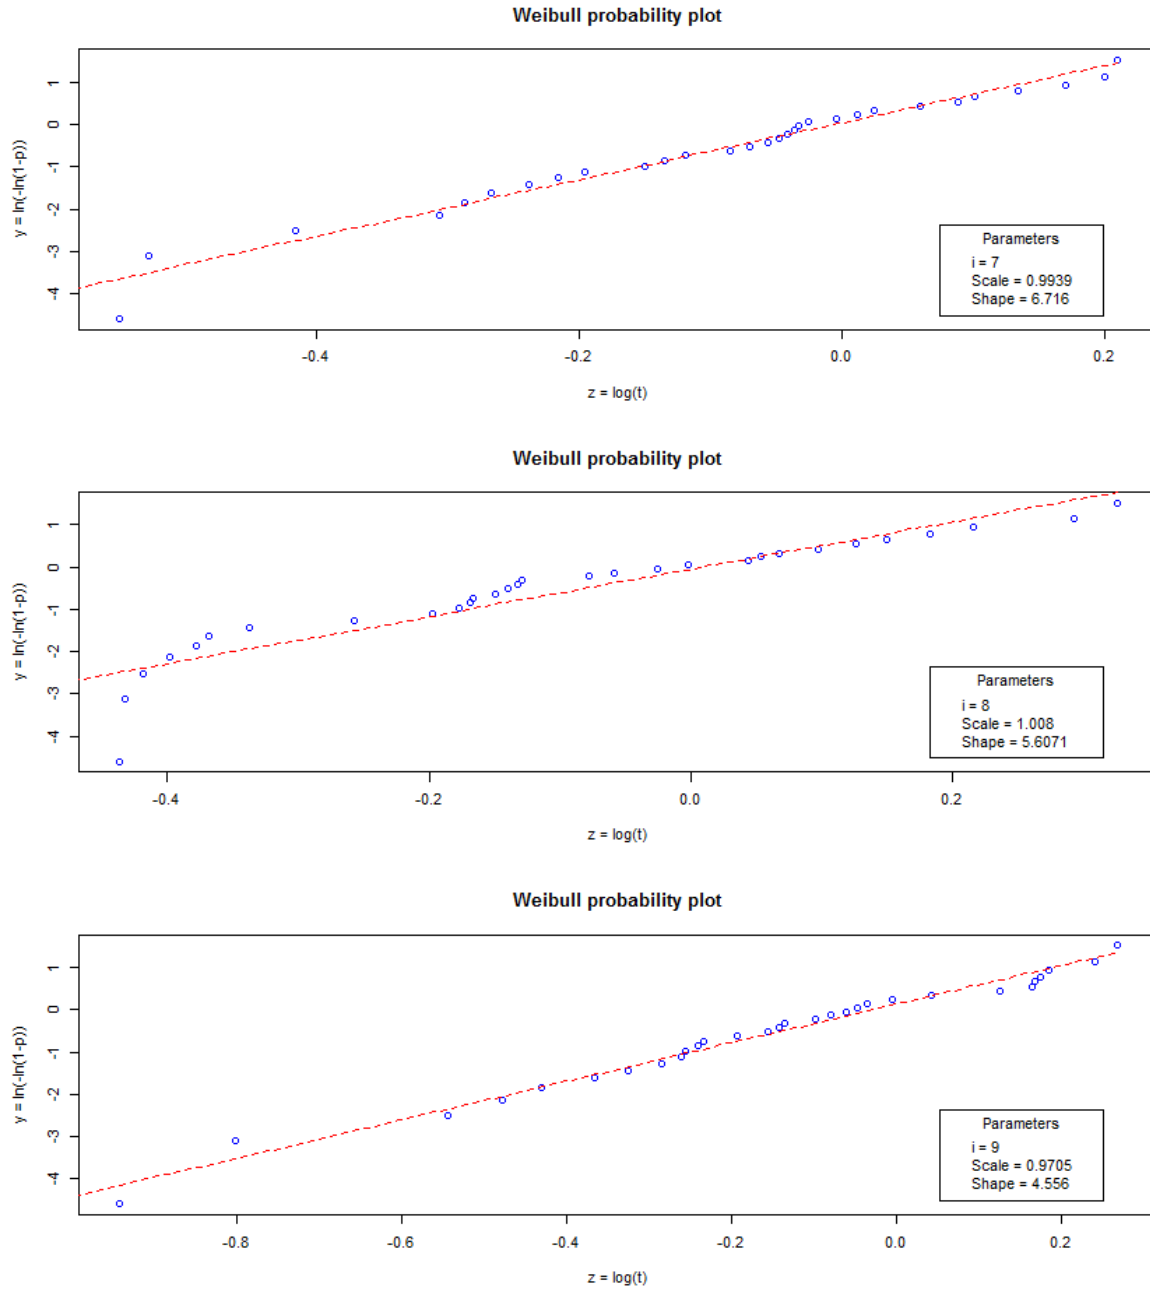 Weibull probability plot
y = ln(-ln(1-p))
1
0
-1
-2
-3
-4
Parameters
i = 7
Scale = 0.9939
Shape = 6.716
-0.4
-0.2
0.0
0.2
z = log(t)
Weibull probability plot
y = ln(-ln(1-p))
1
0
-1
-2
-3
-4
Parameters
i = 8
Scale = 1.008
Shape = 5.6071
-0.4
-0.2
0.0
0.2
z = log(t)
Weibull probability plot
y = ln(-ln(1-p))
1
0
-1
-2
-3
-4
Parameters
i = 9
Scale = 0.9705
Shape = 4.556
-0.8
-0.6
-0.4
-0.2
0.0
0.2
z = log(t)